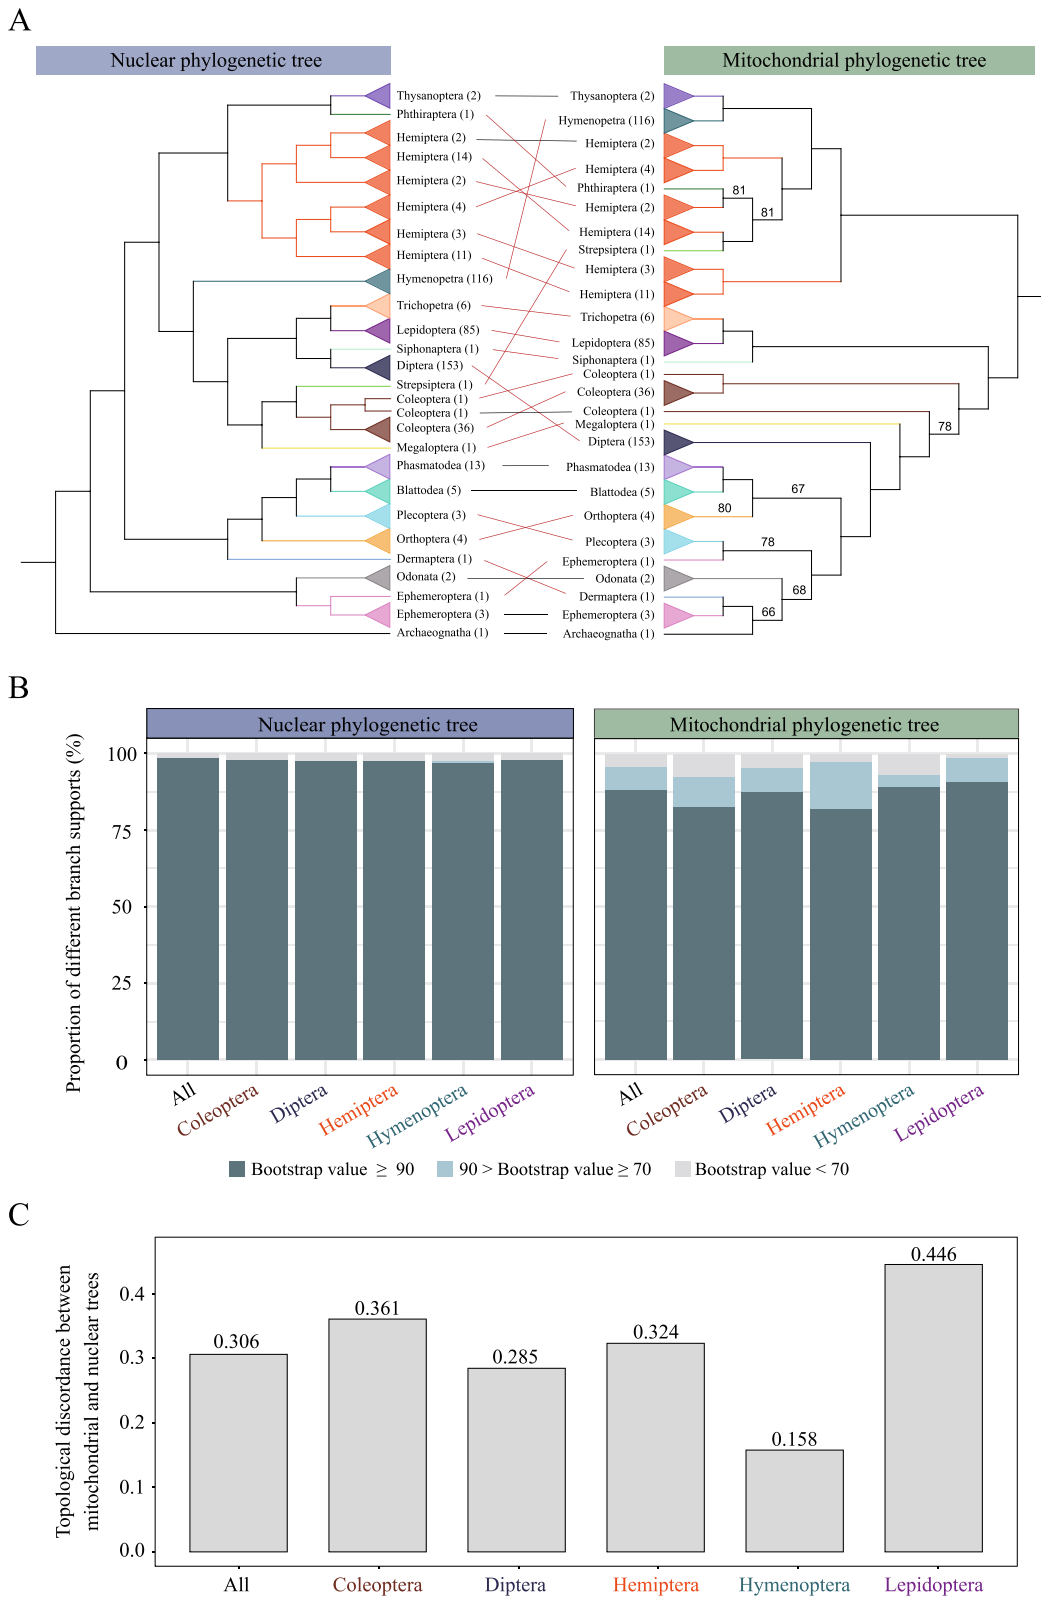 A
Nuclear phylogenetic tree
Mitochondrial phylogenetic tree
Thysanoptera (2)
Phthiraptera (1)
Hemiptera (2)
Hemiptera (14)
Hemiptera (2)
Hemiptera (4)
Hemiptera (3)
Hemiptera (11)
Hymenopetra (116)
Trichopetra (6)
Lepidoptera (85)
Siphonaptera (1)
Diptera (153)
Strepsiptera (1)
Coleoptera (1)
Coleoptera (1)
Coleoptera (36)
Megaloptera (1)
Phasmatodea (13)
Blattodea (5)
Plecoptera (3)
Orthoptera (4)
Dermaptera (1)
Odonata (2)
Ephemeroptera (1)
Ephemeroptera (3)
Archaeognatha (1)
Thysanoptera (2)
Hymenopetra (116)
Hemiptera (2)
Hemiptera (4)
Phthiraptera (1)
Hemiptera (2)
Hemiptera (14)
Strepsiptera (1)
Hemiptera (3)
Hemiptera (11)
Trichopetra (6)
Lepidoptera (85)
Siphonaptera (1)
Coleoptera (1)
Coleoptera (36)
Coleoptera (1)
Megaloptera (1)
Diptera (153)
Phasmatodea (13)
Blattodea (5)
Orthoptera (4)
Plecoptera (3)
Ephemeroptera (1)
Odonata (2)
Dermaptera (1)
Ephemeroptera (3)
Archaeognatha (1)
81
81
78
67
80
78
68
66
B
Proportion of different branch supports (%)
Nuclear phylogenetic tree
Mitochondrial phylogenetic tree
100
75
50
25
0
All
Coleoptera
Diptera
Hemiptera
Hymenoptera
Lepidoptera
All
Coleoptera
Diptera
Hemiptera
Hymenoptera
Lepidoptera
Bootstrap value ≥ 90
90 > Bootstrap value ≥ 70
Bootstrap value < 70
C
Topological discordance between
mitochondrial and nuclear trees
0.4
0.3
0.2
0.1
0.0
0.306
0.361
0.285
0.324
0.158
0.446
All
Coleoptera
Diptera
Hemiptera
Hymenoptera
Lepidoptera